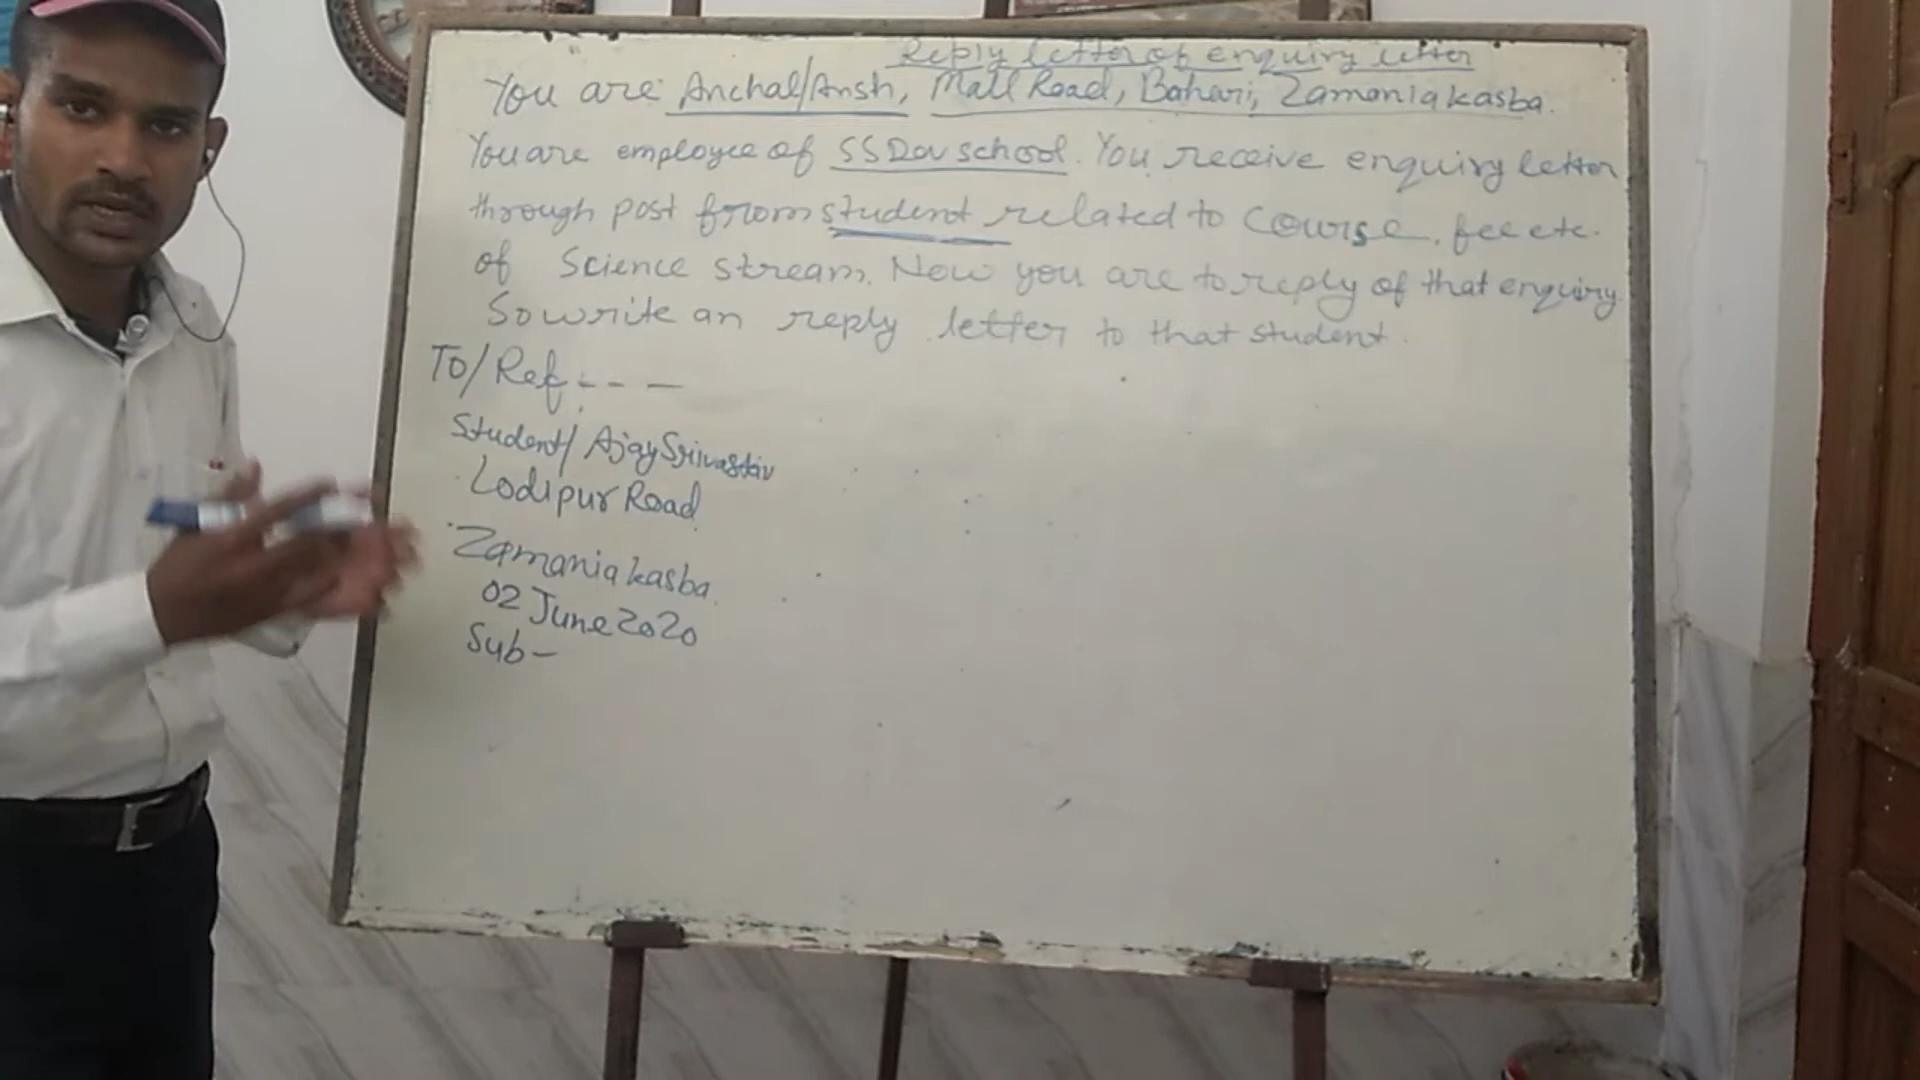 Reply letter of enquiry letter
You are Anchal/Ansh, Mall Road, Bahari, Zamania kasba.
You are employee of SSDev school. You receive enquiry letter
through post from student related to Course, fee etc.
of Science stream. Now you are to reply of that enquiry.
So write an reply letter to that student.
To/Ref:---
Student/ Ajay Srivastav
Lodipur Road
Zamania kasba.
02 June 2020
Sub-